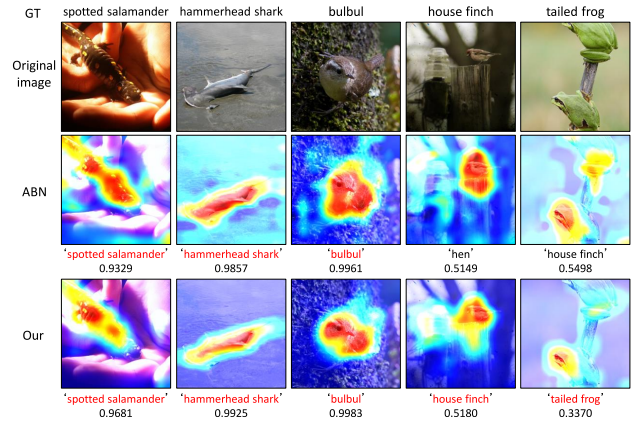 GT spotted salamander hammerhead shark bulbul house finch tailed frog
Original
image
ABN
‘spotted salamander’ ‘hammerhead shark’ ‘bulbul’ ‘hen’ ‘house finch’
0.9329 0.9857 0.9961 0.5149 0.5498
Our
‘spotted salamander’ ‘hammerhead shark’ ‘bulbul’ ‘house finch’ ‘tailed frog’
0.9681 0.9925 0.9983 0.5180 0.3370